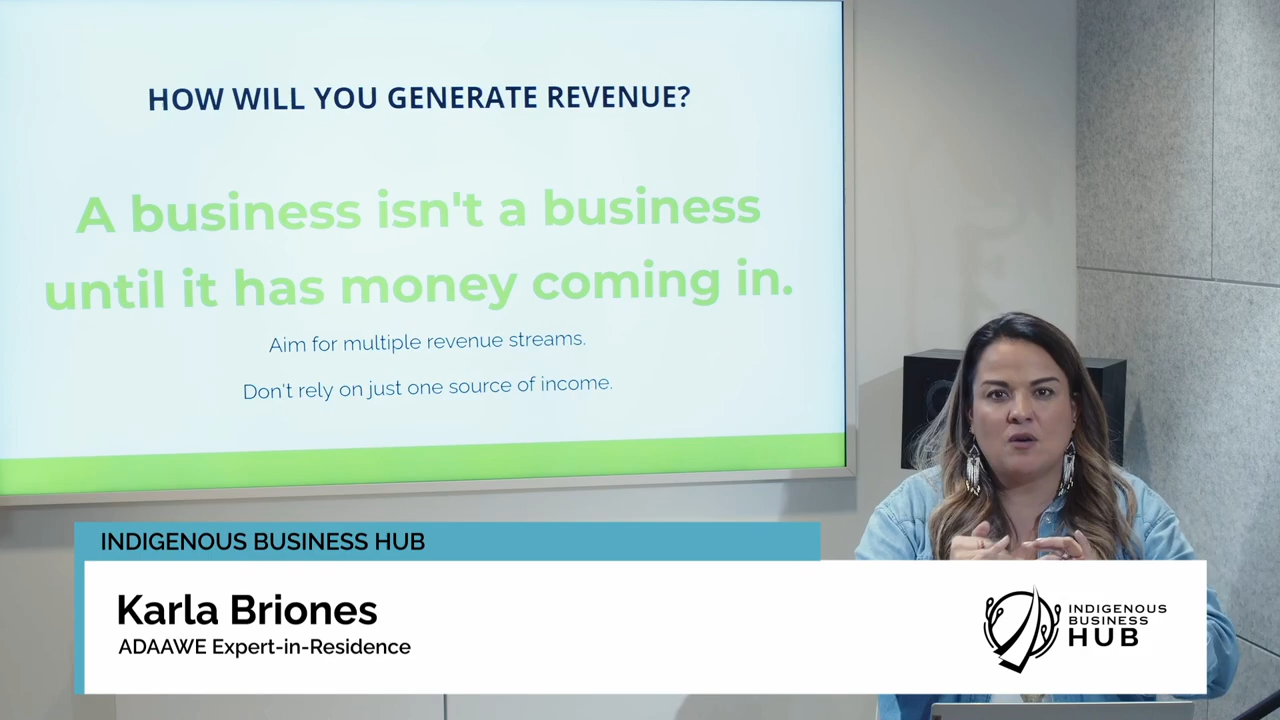 HOW WILL YOU GENERATE REVENUE?
A business isn't a business
until it has money coming in.
Aim for multiple revenue streams.
Don't rely on just one source of income.
INDIGENOUS BUSINESS HUB
Karla Briones
ADAAWE Expert-in-Residence
INDIGENOUS
BUSINESS
HUB